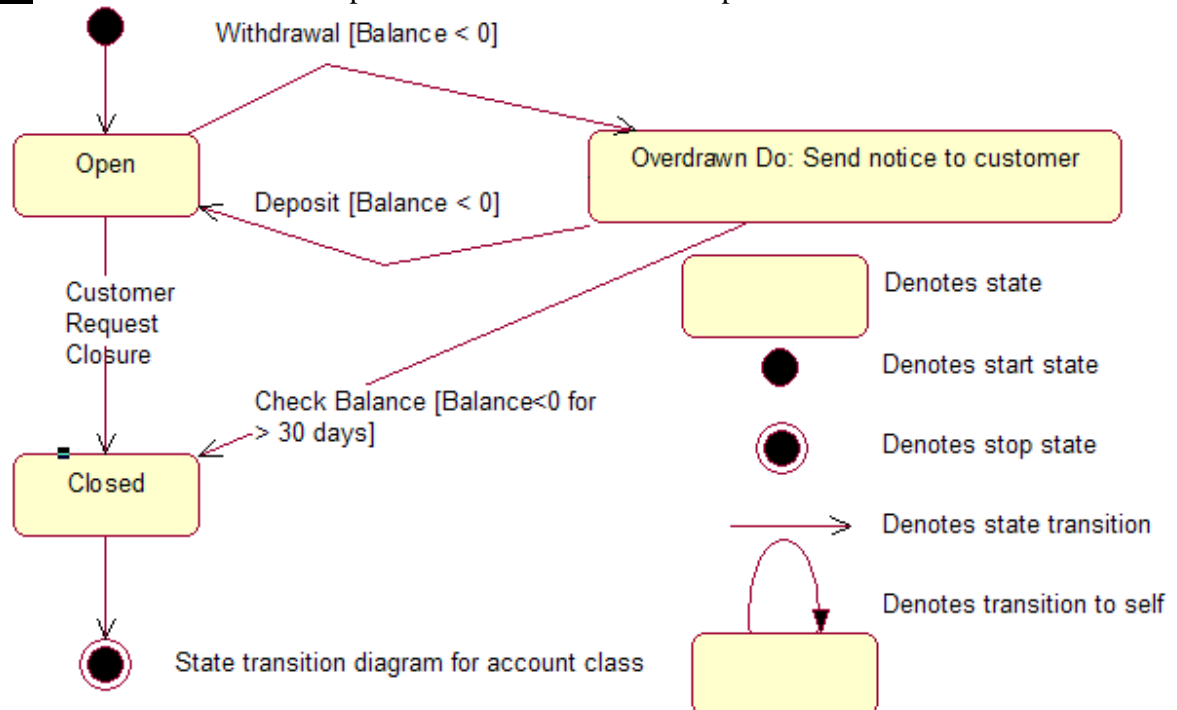 Withdrawal [Balance < 0]
Open
Overdrawn Do: Send notice to customer
Deposit [Balance < 0]
Customer
Request
Closure
Check Balance [Balance<0 for
> 30 days]
Closed
State transition diagram for account class
Denotes state
Denotes start state
Denotes stop state
Denotes state transition
Denotes transition to self